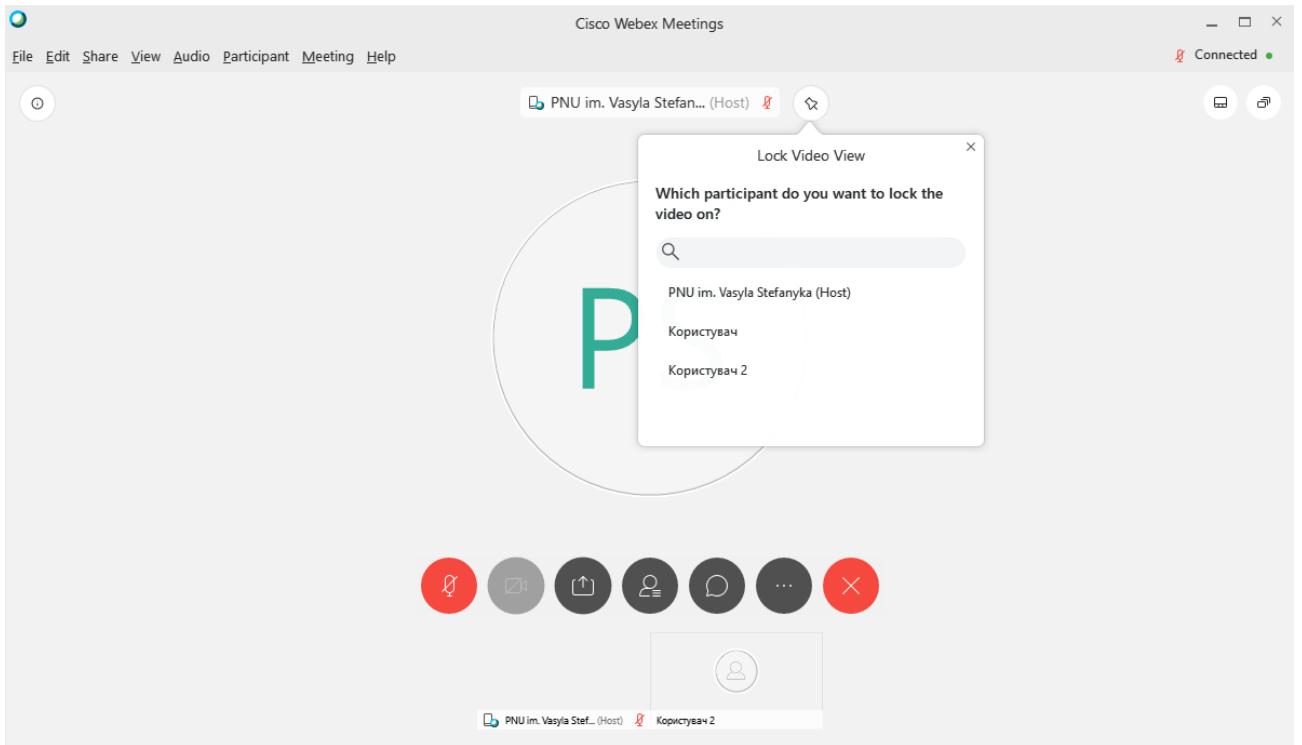 Cisco Webex Meetings
File Edit Share View Audio Participant Meeting Help
Connected
PNU im. Vasyla Stefan... (Host)
Lock Video View
Which participant do you want to lock the
video on?
PNU im. Vasyla Stefanyka (Host)
Користувач
Користувач 2
PS
PNU im. Vasyla Stef... (Host)
Користувач 2